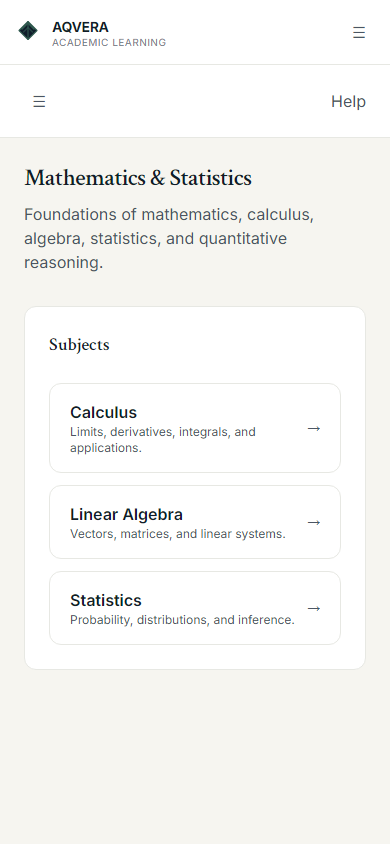 AQVERA
ACADEMIC LEARNING
Help
Mathematics & Statistics
Foundations of mathematics, calculus,
algebra, statistics, and quantitative
reasoning.
Subjects
Calculus
Limits, derivatives, integrals, and
applications.
→
Linear Algebra
Vectors, matrices, and linear systems.
→
Statistics
Probability, distributions, and inference.
→